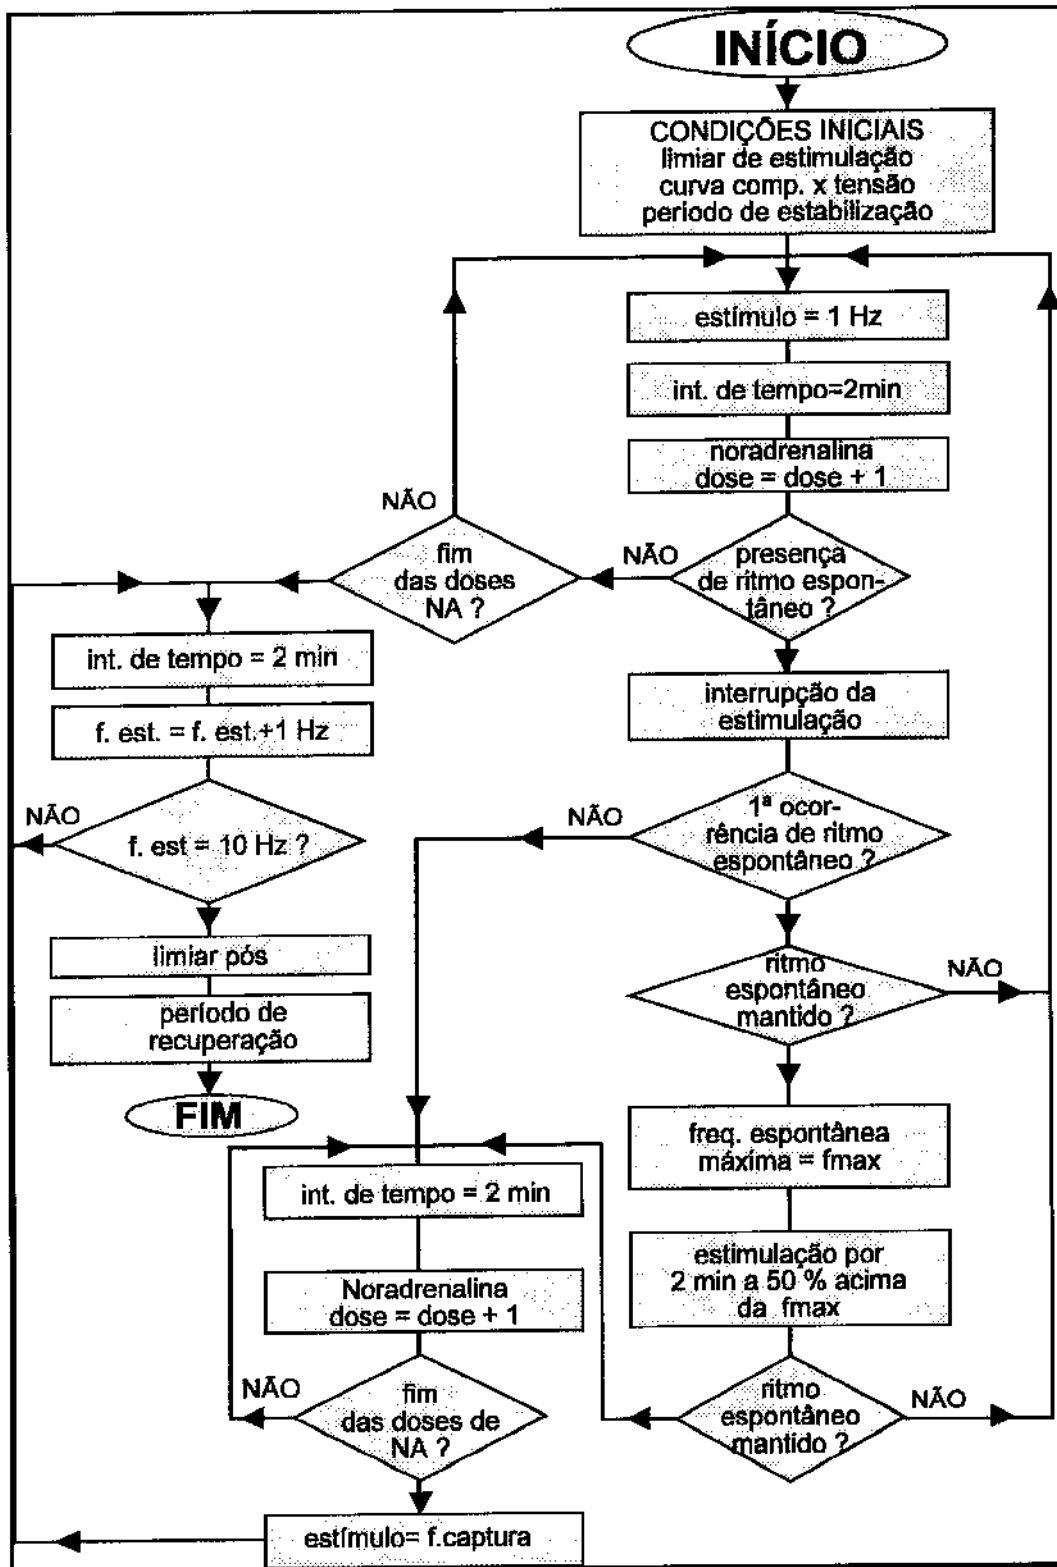 INÍCIO
CONDIÇÕES INICIAIS
limiar de estimulação
curva comp. x tensão
período de estabilização
estímulo = 1 Hz
int. de tempo=2min
noradrenalina
dose = dose + 1
presença
de ritmo espon-
tâneo ?
NÃO
fim
das doses
NA ?
NÃO
int. de tempo = 2 min
f. est. = f. est.+1 Hz
f. est = 10 Hz ?
NÃO
limiar pós
período de
recuperação
FIM
interrupção da
estimulação
1ª ocor-
rência de ritmo
espontâneo ?
NÃO
ritmo
espontâneo
mantido ?
NÃO
freq. espontânea
máxima = fmax
estimulação por
2 min a 50 % acima
da fmax
ritmo
espontâneo
mantido ?
NÃO
int. de tempo = 2 min
Noradrenalina
dose = dose + 1
fim
das doses de
NA ?
NÃO
estímulo= f.captura